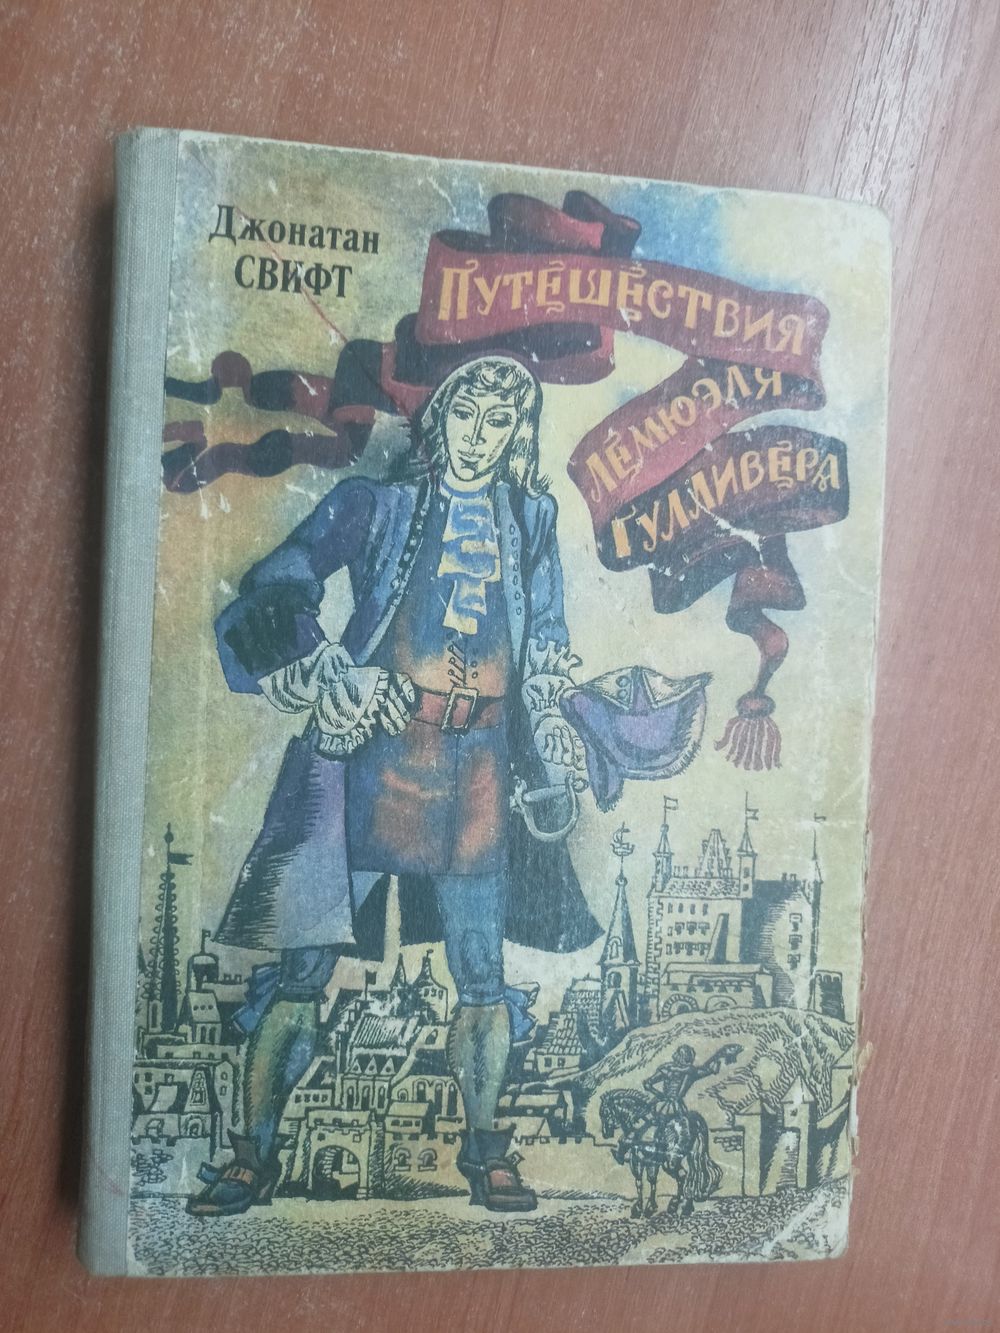 Джонатан
СВИФТ
ПУТЕШЕСТВИЯ
ЛЕМЮЭЛЯ
ГУЛЛИВЕРА